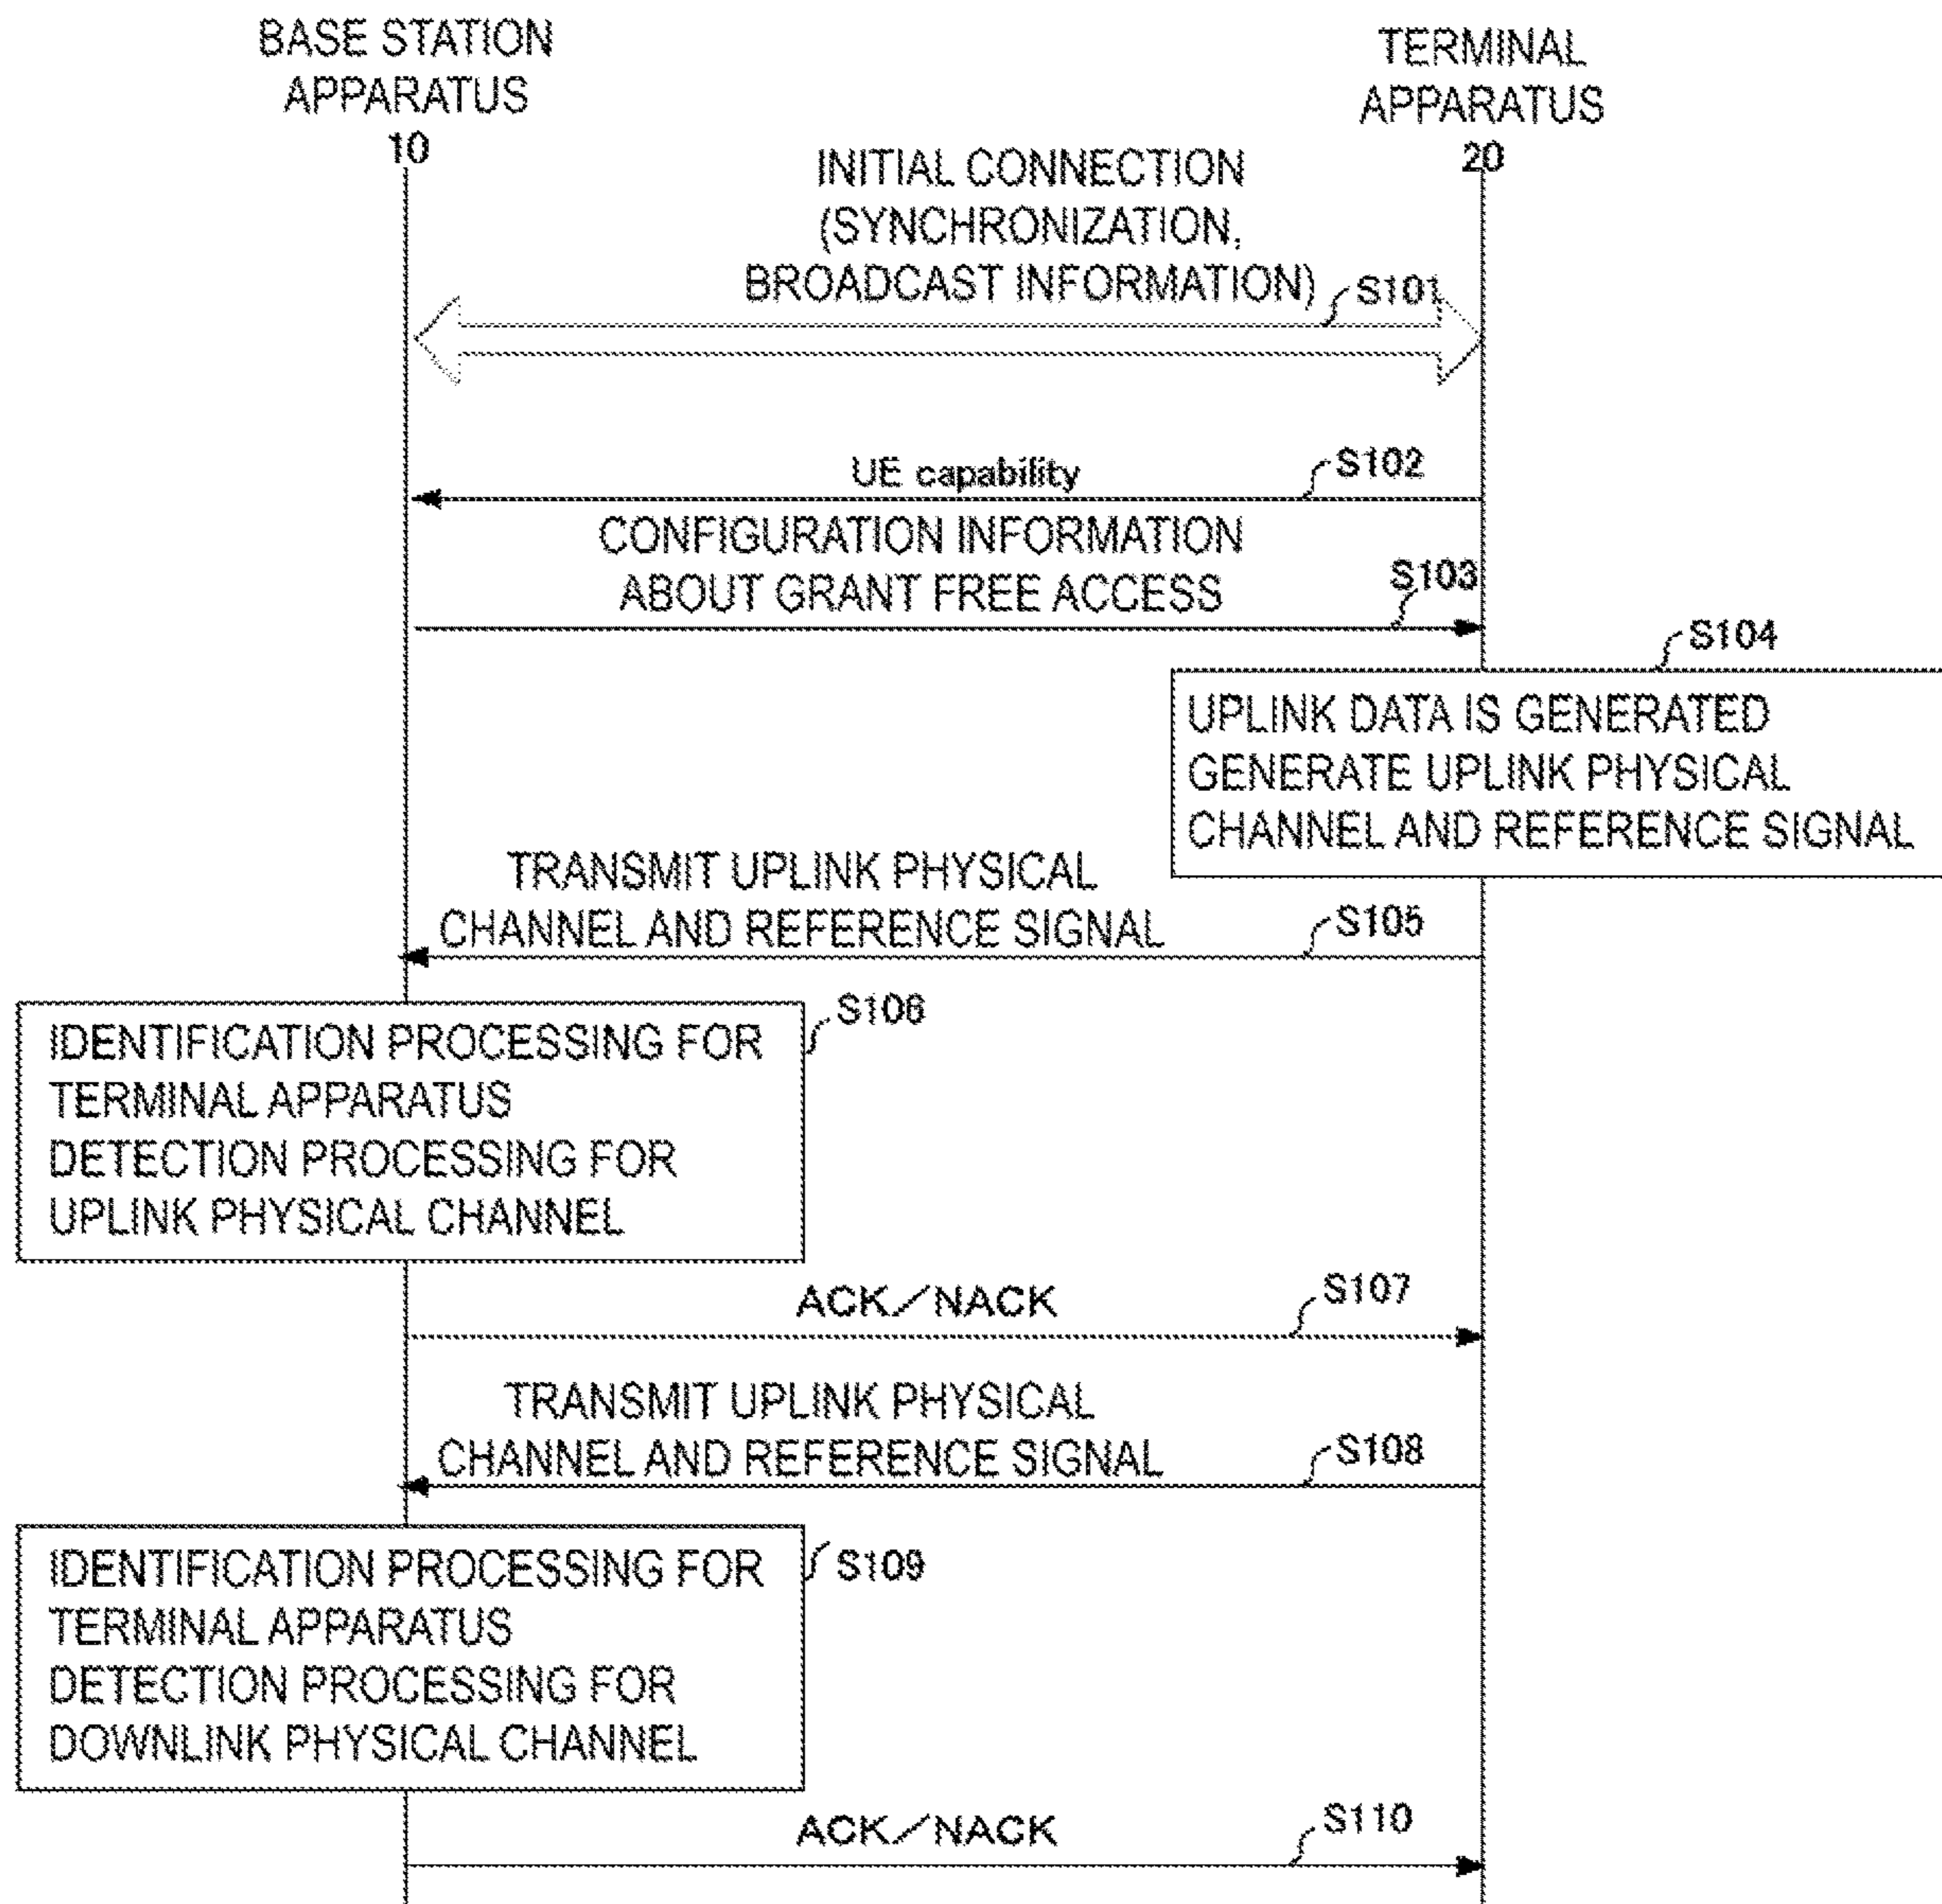 BASE STATION
APPARATUS
10
TERMINAL
APPARATUS
20
INITIAL CONNECTION
(SYNCHRONIZATION,
BROADCAST INFORMATION)
S101
UE capability
S102
CONFIGURATION INFORMATION
ABOUT GRANT FREE ACCESS
S103
S104
UPLINK DATA IS GENERATED
GENERATE UPLINK PHYSICAL
CHANNEL AND REFERENCE SIGNAL
TRANSMIT UPLINK PHYSICAL
CHANNEL AND REFERENCE SIGNAL
S105
S106
IDENTIFICATION PROCESSING FOR
TERMINAL APPARATUS
DETECTION PROCESSING FOR
UPLINK PHYSICAL CHANNEL
ACK/NACK
S107
TRANSMIT UPLINK PHYSICAL
CHANNEL AND REFERENCE SIGNAL
S108
IDENTIFICATION PROCESSING FOR
TERMINAL APPARATUS
DETECTION PROCESSING FOR
DOWNLINK PHYSICAL CHANNEL
S109
ACK/NACK
S110